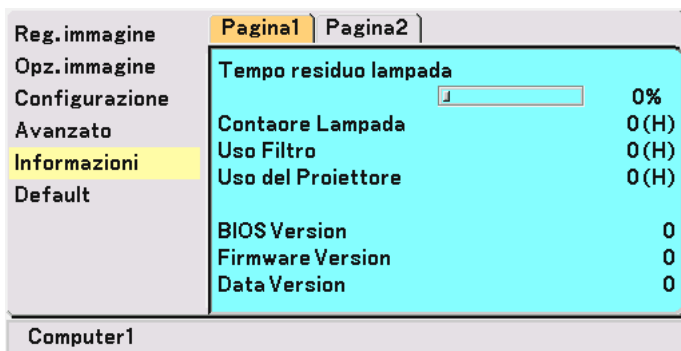 Reg.immagine
Opz.immagine
Configurazione
Avanzato
Informazioni
Default
Pagina1 Pagina2
Tempo residuo lampada
0%
Contaore Lampada 0(H)
Uso Filtro 0(H)
Uso del Proiettore 0(H)
BIOS Version 0
Firmware Version 0
Data Version 0
Computer1